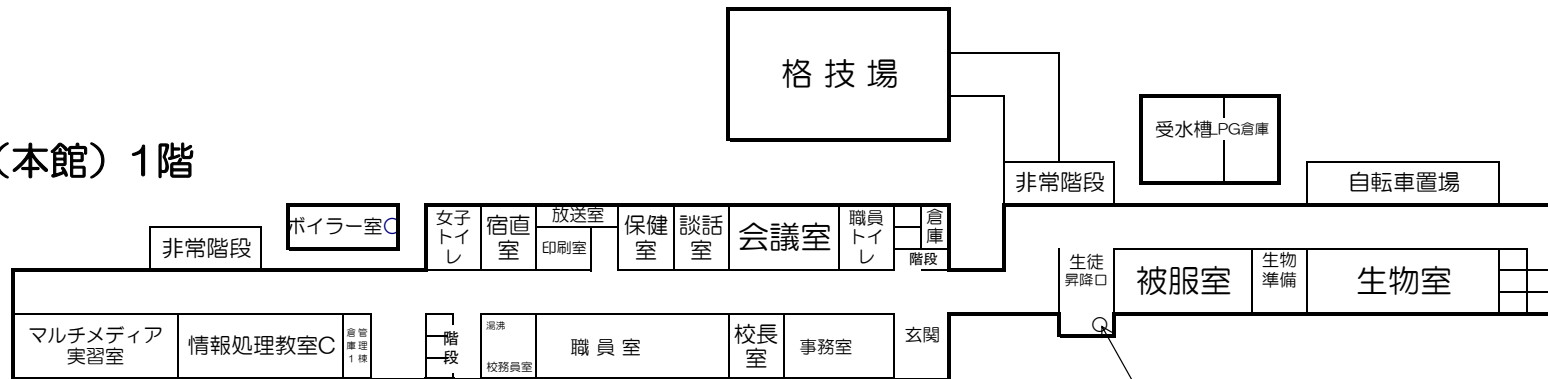 格技場
受水槽 LPG倉庫
（本館）１階
非常階段
自転車置場
ボイラー室
非常階段
女子
トイレ
宿直
室
放送室
印刷室
保健
室
談話
室
会議室
職員
トイレ
倉庫
階段
生徒
昇降口
被服室
生物
準備
生物室
マルチメディア
実習室
情報処理教室C
管理棟
倉庫１
階段
湯沸
校務員室
職員室
校長
室
事務室
玄関